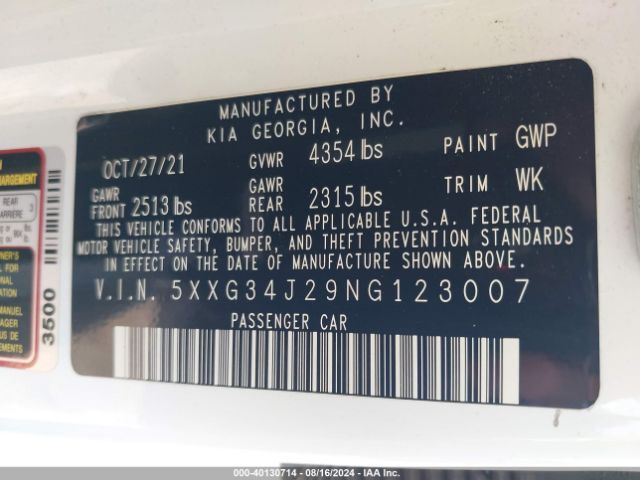 MANUFACTURED BY
KIA GEORGIA, INC.
OCT/27/21 GVWR 4354 lbs PAINT GWP
GAWR FRONT 2513 lbs GAWR REAR 2315 lbs TRIM WK
THIS VEHICLE CONFORMS TO ALL APPLICABLE U.S.A. FEDERAL
MOTOR VEHICLE SAFETY, BUMPER, AND THEFT PREVENTION STANDARDS
IN EFFECT ON THE DATE OF MANUFACTURE SHOWN ABOVE.
V.I.N. 5XXG34J29NG123007
PASSENGER CAR
REAR
ARRIÈRE 3
3500
000-40130714 - 08/16/2024 - IAA Inc.